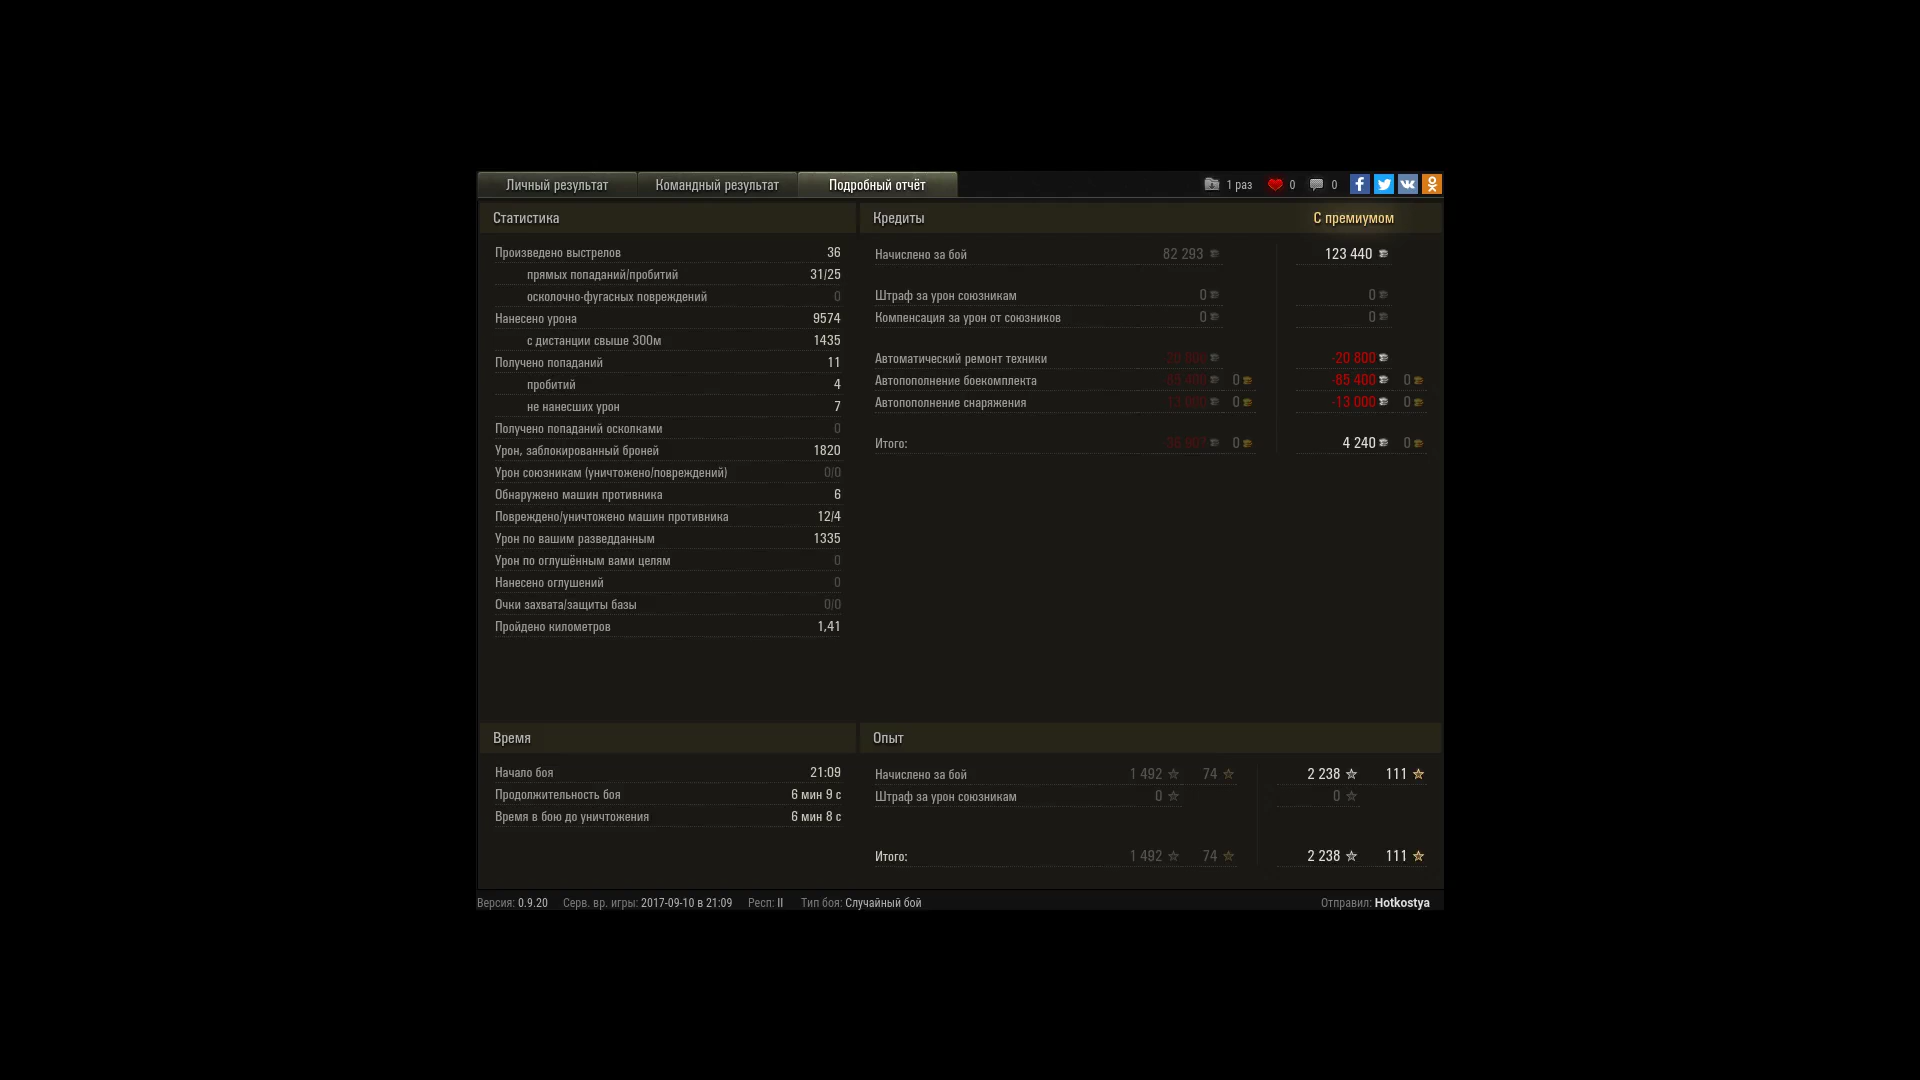 Личный результат Командный результат Подробный отчёт 1 раз 0 0
Статистика
Произведено выстрелов 36
прямых попаданий/пробитий 31/25
осколочно-фугасных повреждений 0
Нанесено урона 9574
с дистанции свыше 300м 1435
Получено попаданий 11
пробитий 4
не нанесших урон 7
Получено попаданий осколками 0
Урон, заблокированный броней 1820
Урон союзникам (уничтожено/повреждений) 0/0
Обнаружено машин противника 6
Повреждено/уничтожено машин противника 12/4
Урон по вашим разведданным 1335
Урон по оглушённым вами целям 0
Нанесено оглушений 0
Очки захвата/защиты базы 0/0
Пройдено километров 1,41
Кредиты С премиумом
Начислено за бой 82 293 123 440
Штраф за урон союзникам 0 0
Компенсация за урон от союзников 0 0
Автоматический ремонт техники -20 800
Автопополнение боекомплекта 0 -85 400 0
Автопополнение снаряжения 0 -13 000 0
Итого: 0 4 240 0
Время
Начало боя 21:09
Продолжительность боя 6 мин 9 с
Время в бою до уничтожения 6 мин 8 с
Опыт
Начислено за бой 1 492 74 2 238 111
Штраф за урон союзникам 0 0
Итого: 1 492 74 2 238 111
Версия: 0.9.20 Серв. вр. игры: 2017-09-10 в 21:09 Респ: II Тип боя: Случайный бой Отправил: Hotkostya